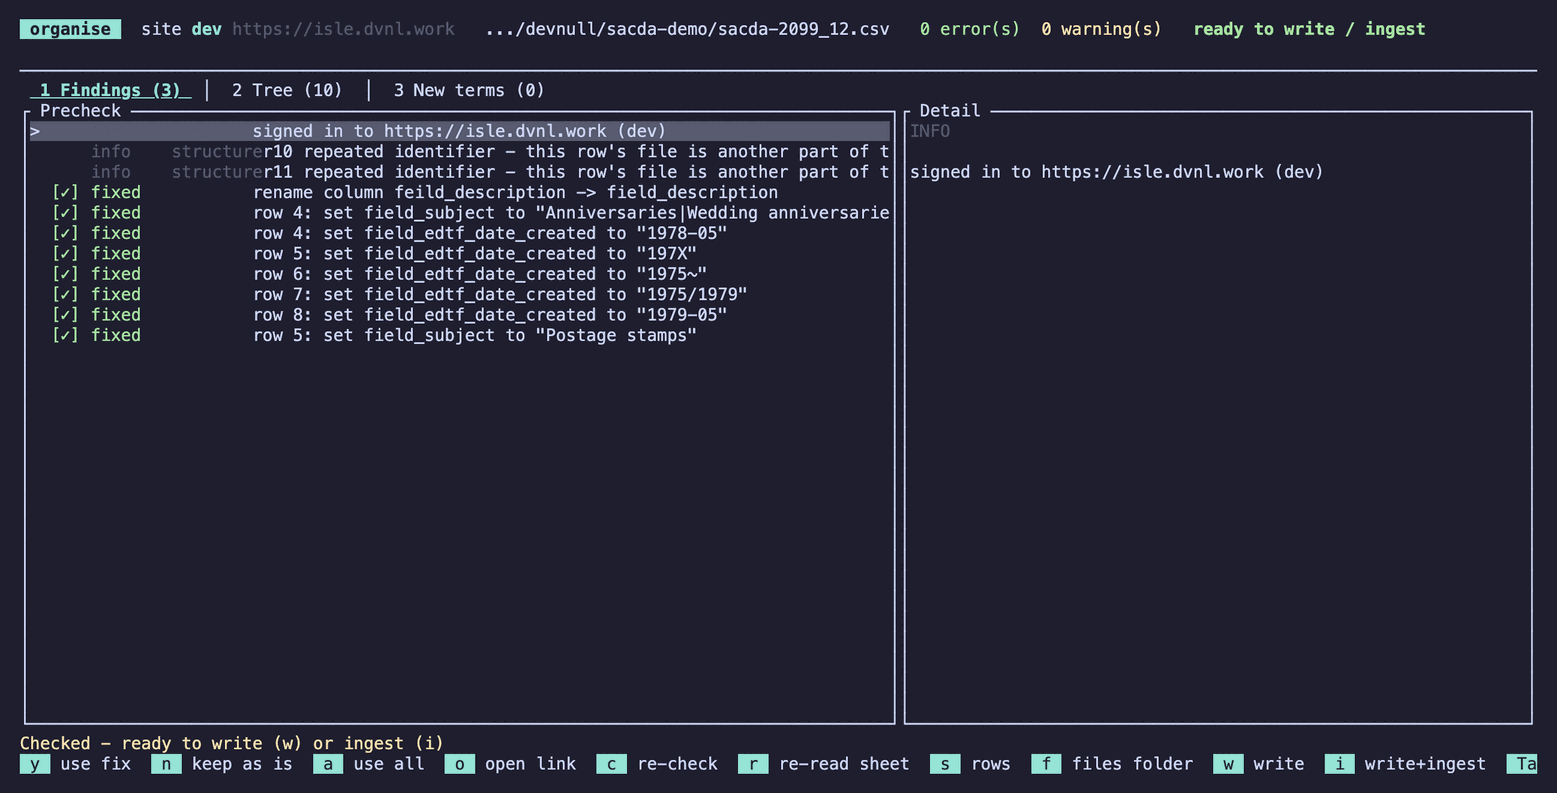 organise site dev https://isle.dvnl.work .../devnull/sacda-demo/sacda-2099_12.csv 0 error(s) 0 warning(s) ready to write / ingest
1 Findings (3) │ 2 Tree (10) │ 3 New terms (0)
Precheck
> signed in to https://isle.dvnl.work (dev)
info structurer10 repeated identifier – this row's file is another part of t
info structurer11 repeated identifier – this row's file is another part of t
[✓] fixed rename column feild_description –> field_description
[✓] fixed row 4: set field_subject to "Anniversaries|Wedding anniversarie
[✓] fixed row 4: set field_edtf_date_created to "1978-05"
[✓] fixed row 5: set field_edtf_date_created to "197X"
[✓] fixed row 6: set field_edtf_date_created to "1975~"
[✓] fixed row 7: set field_edtf_date_created to "1975/1979"
[✓] fixed row 8: set field_edtf_date_created to "1979-05"
[✓] fixed row 5: set field_subject to "Postage stamps"
Detail
INFO
signed in to https://isle.dvnl.work (dev)
Checked – ready to write (w) or ingest (i)
y use fix n keep as is a use all o open link c re-check r re-read sheet s rows f files folder w write i write+ingest Ta